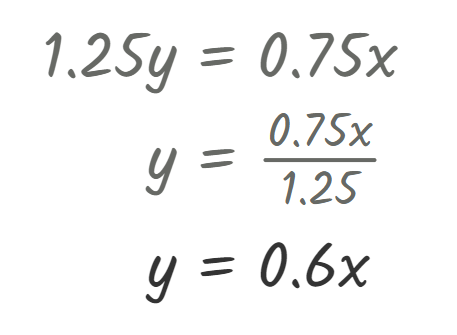 1.25y = 0.75x
y = 0.75x / 1.25
y = 0.6x